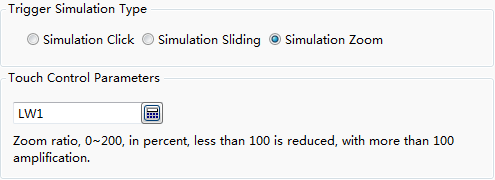 Trigger Simulation Type
Simulation Click Simulation Sliding Simulation Zoom
Touch Control Parameters
LW1
Zoom ratio, 0~200, in percent, less than 100 is reduced, with more than 100
amplification.